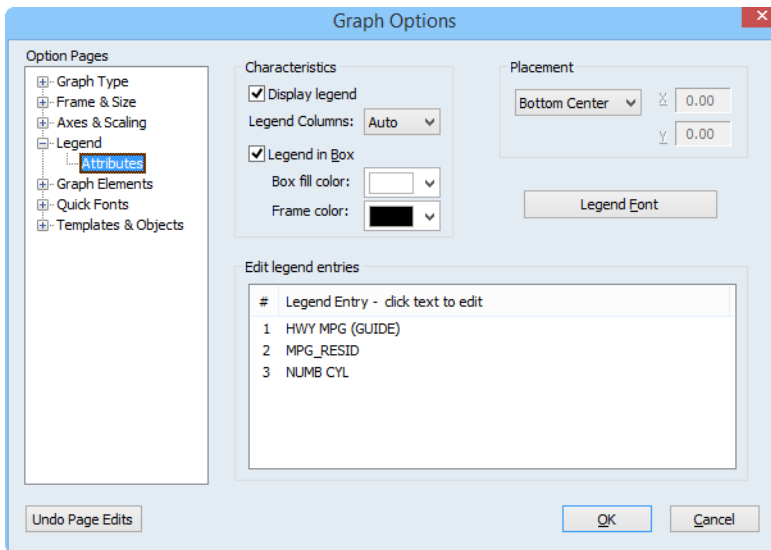 Graph Options
Option Pages
Graph Type
Frame & Size
Axes & Scaling
Legend
Attributes
Graph Elements
Quick Fonts
Templates & Objects
Characteristics
Display legend
Legend Columns: Auto
Legend in Box
Box fill color:
Frame color:
Placement
Bottom Center X 0.00
Y 0.00
Legend Font
Edit legend entries
# Legend Entry - click text to edit
1 HWY MPG (GUIDE)
2 MPG_RESID
3 NUMB CYL
Undo Page Edits
OK
Cancel